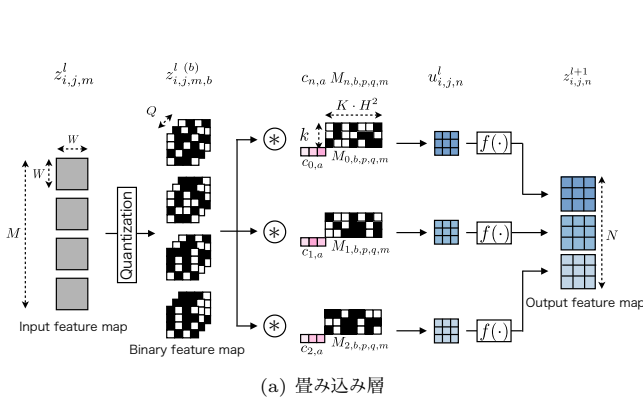 z^l_{i,j,m}
z^{l (b)}_{i,j,m,b}
c_{n,a} M_{n,b,p,q,m}
u^l_{i,j,n}
z^{l+1}_{i,j,n}
Q
K · H^2
W
W
k
M
Quantization
c_{0,a}
M_{0,b,p,q,m}
f(·)
c_{1,a}
M_{1,b,p,q,m}
f(·)
N
c_{2,a}
M_{2,b,p,q,m}
f(·)
Input feature map
Binary feature map
Output feature map
(a) 畳み込み層